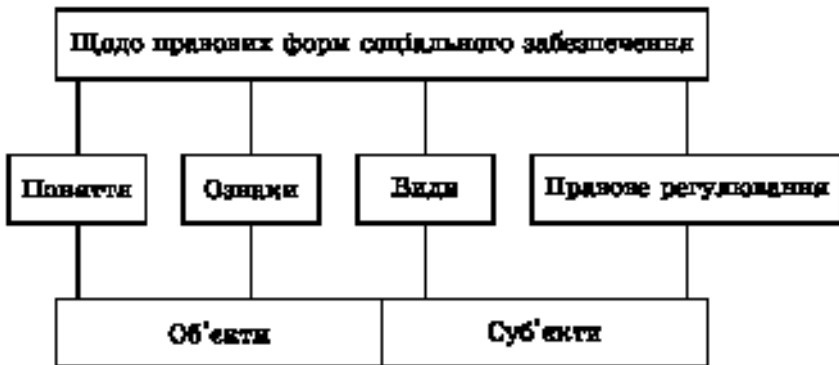 Щодо правових форм соціального забезпечення
Поняття
Ознаки
Види
Правове регулювання
Об'єкти
Суб'єкти